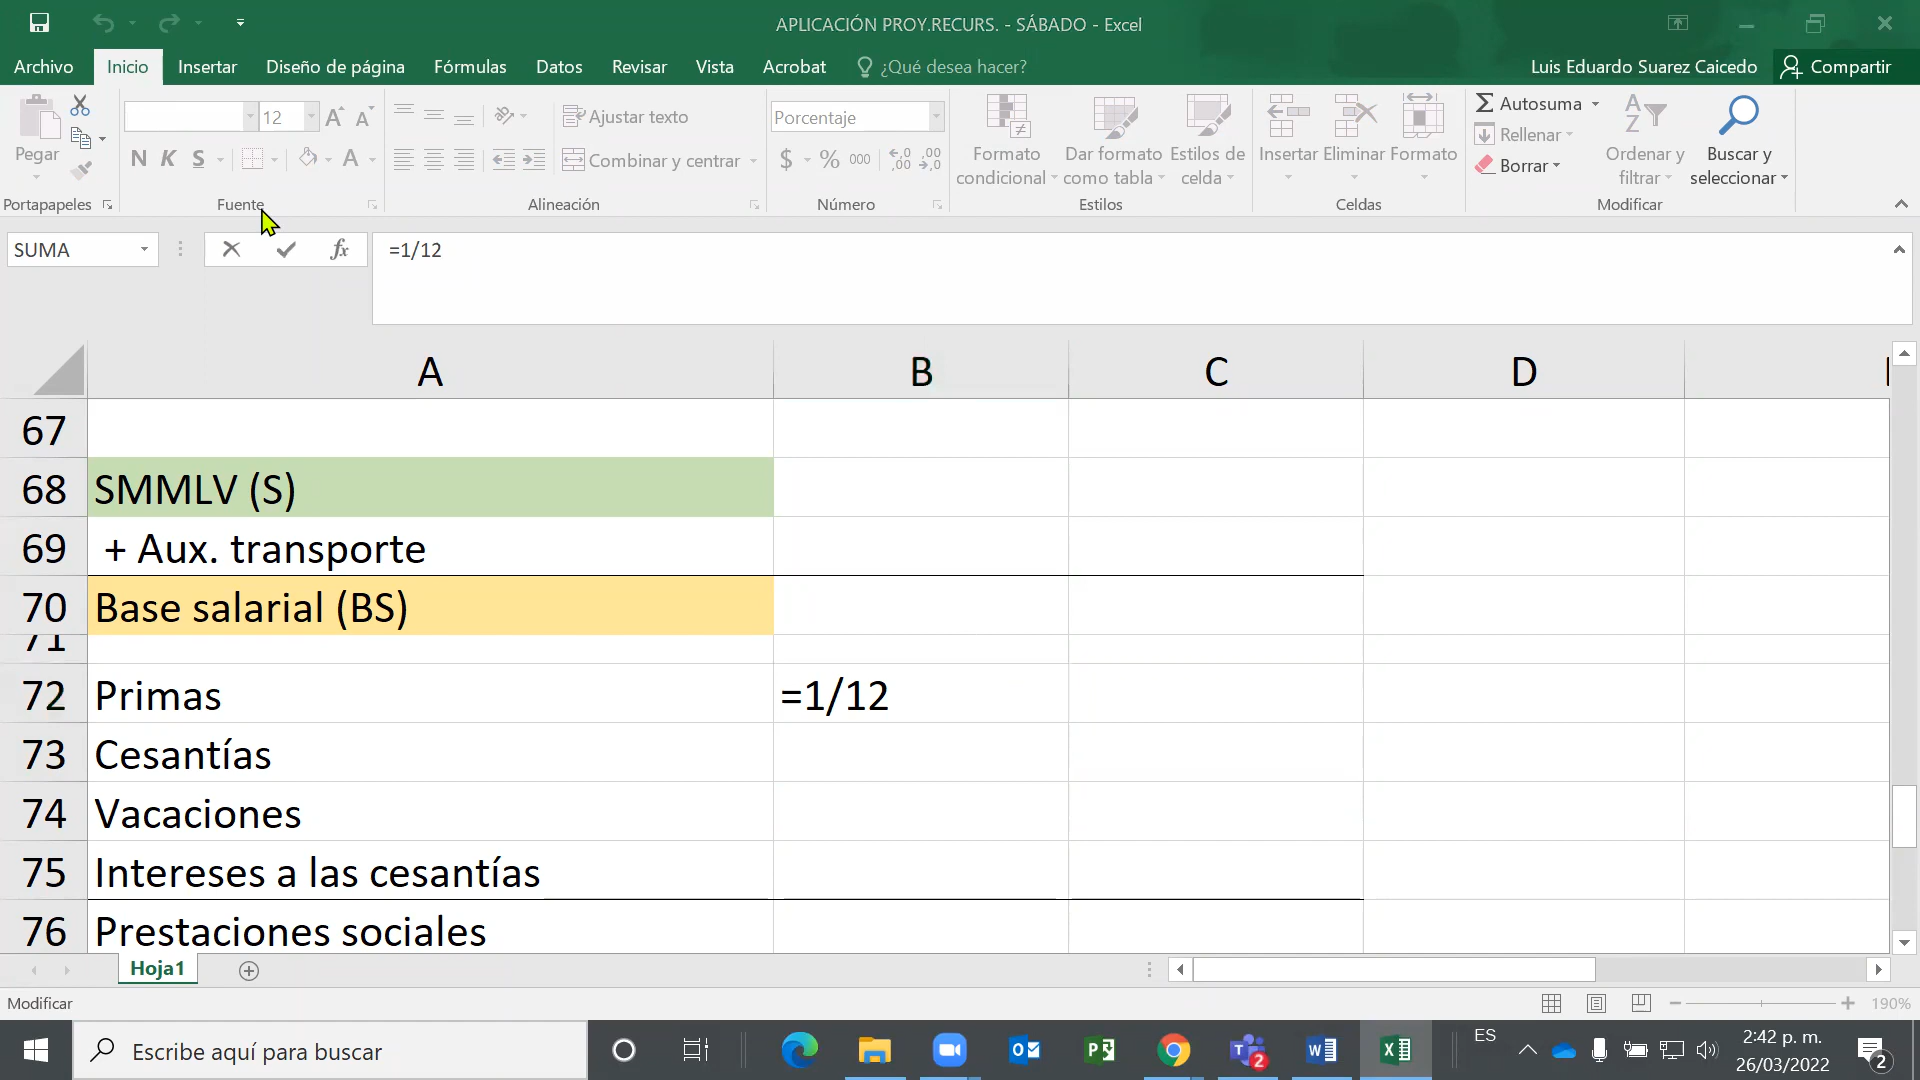 APLICACIÓN PROY.RECURS. - SÁBADO - Excel
Archivo Inicio Insertar Diseño de página Fórmulas Datos Revisar Vista Acrobat ¿Qué desea hacer? Luis Eduardo Suarez Caicedo Compartir
Pegar
Portapapeles
12
N K S
A
Fuente
Ajustar texto
Combinar y centrar
Alineación
Porcentaje
$ % 000
Número
Formato condicional
Dar formato como tabla
Estilos de celda
Estilos
Insertar Eliminar Formato
Celdas
Autosuma
Rellenar
Borrar
Ordenar y filtrar
Buscar y seleccionar
Modificar
SUMA fx =1/12
A B C D
67
68 SMMLV (S)
69 + Aux. transporte
70 Base salarial (BS)
71
72 Primas =1/12
73 Cesantías
74 Vacaciones
75 Intereses a las cesantías
76 Prestaciones sociales
Hoja1
Modificar 190%
Escribe aquí para buscar
ES
2:42 p. m.
26/03/2022
2
2